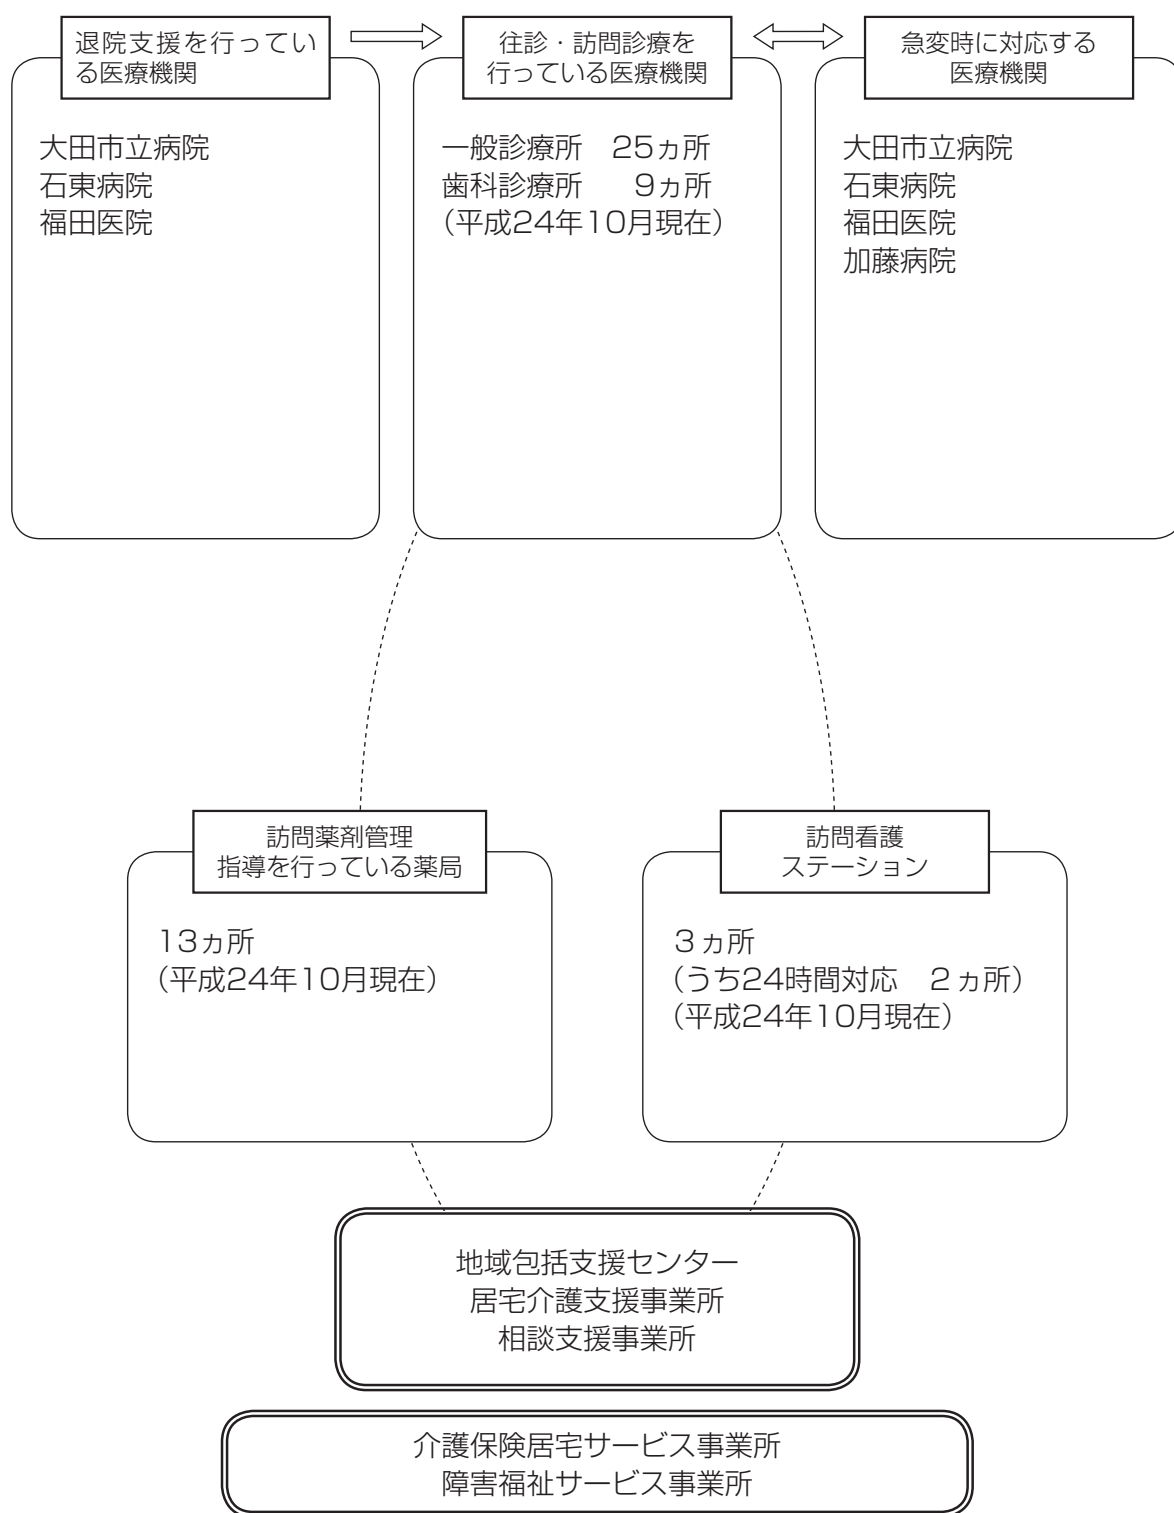 退院支援を行ってい
る医療機関
大田市立病院
石東病院
福田医院
往診・訪問診療を
行っている医療機関
一般診療所　25ヵ所
歯科診療所　 9ヵ所
（平成24年10月現在）
急変時に対応する
医療機関
大田市立病院
石東病院
福田医院
加藤病院
訪問薬剤管理
指導を行っている薬局
13ヵ所
（平成24年10月現在）
訪問看護
ステーション
3ヵ所
（うち24時間対応　2ヵ所）
（平成24年10月現在）
地域包括支援センター
居宅介護支援事業所
相談支援事業所
介護保険居宅サービス事業所
障害福祉サービス事業所